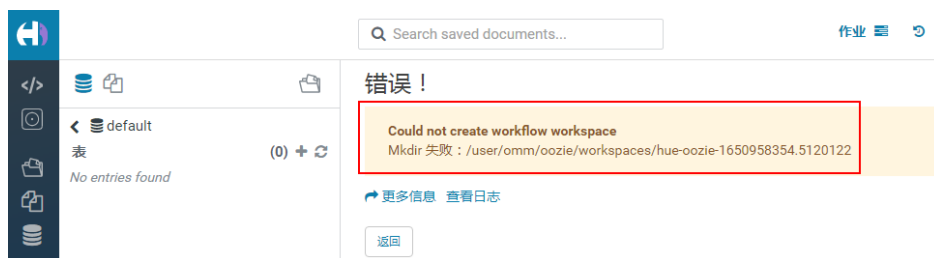 Search saved documents...
作业
错误！
default
表
(0)
No entries found
Could not create workflow workspace
Mkdir 失败：/user/omm/oozie/workspaces/hue-oozie-1650958354.5120122
更多信息 查看日志
返回